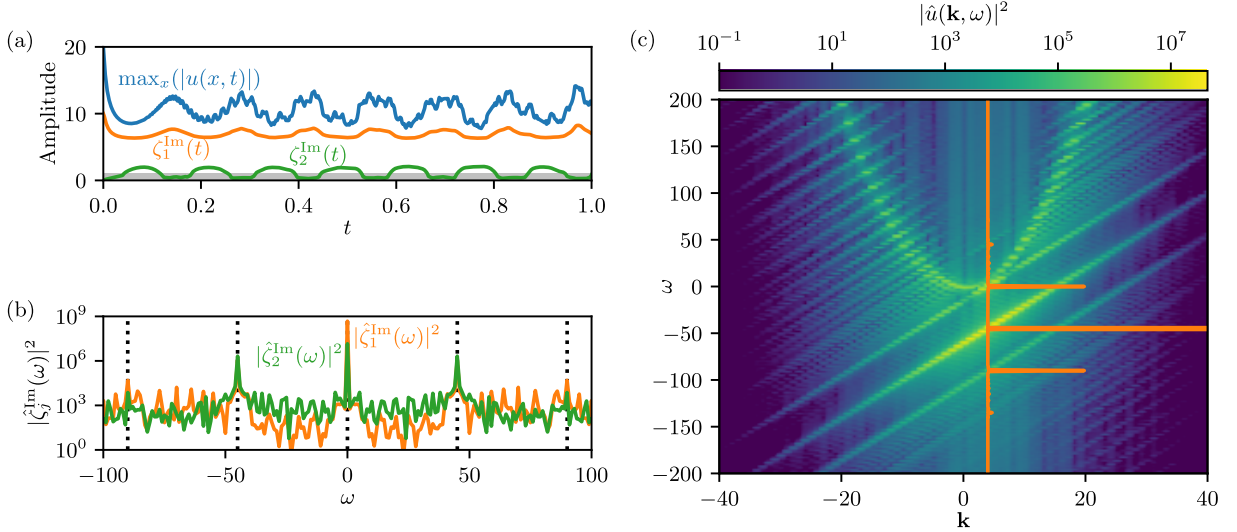 (a)
20
10
0
Amplitude
max_x(|u(x, t)|)
ζ_1^Im(t)
ζ_2^Im(t)
0.0 0.2 0.4 0.6 0.8 1.0
t
(b)
10^9
10^6
10^3
10^0
|ζ̂_j^Im(ω)|^2
|ζ̂_2^Im(ω)|^2
|ζ̂_1^Im(ω)|^2
−100 −50 0 50 100
ω
(c)
|û(k, ω)|^2
10^−1 10^1 10^3 10^5 10^7
200
150
100
50
0
−50
−100
−150
−200
ω
−40 −20 0 20 40
k